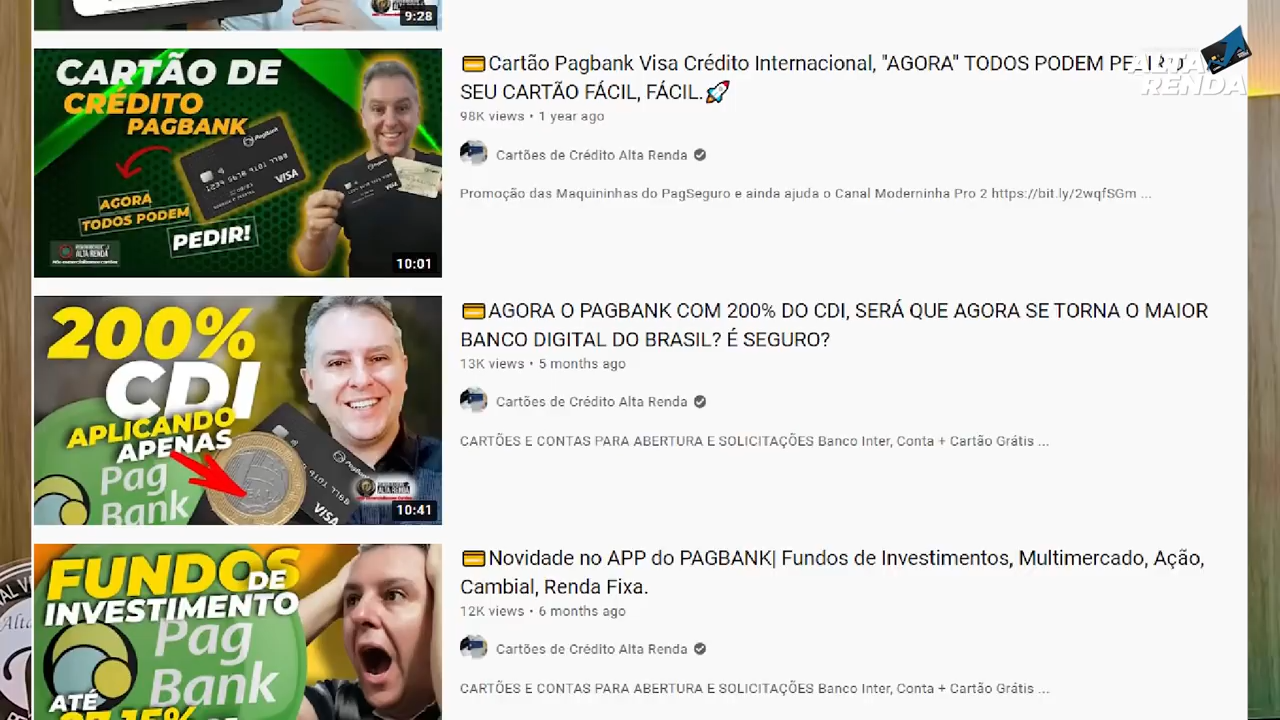 9:28
CARTÃO DE
CRÉDITO
PAGBANK
PagBank
VISA
AGORA
TODOS PODEM
PEDIR!
ALTA RENDA
10:01
💳Cartão Pagbank Visa Crédito Internacional, "AGORA" TODOS PODEM
SEU CARTÃO FÁCIL, FÁCIL.🚀
98K views • 1 year ago
Cartões de Crédito Alta Renda
Promoção das Maquininhas do PagSeguro e ainda ajudo o Canal Moderninha Pro 2 https://bit.ly/2wqfSGm ...
ALTA
RENDA
200%
CDI
APLICANDO
APENAS
Pag
Bank
PagBank
VISA
10:41
💳AGORA O PAGBANK COM 200% DO CDI, SERÁ QUE AGORA SE TORNA O MAIOR
BANCO DIGITAL DO BRASIL? É SEGURO?
13K views • 5 months ago
Cartões de Crédito Alta Renda
CARTÕES E CONTAS PARA ABERTURA E SOLICITAÇÕES Banco Inter, Conta + Cartão Grátis ...
FUNDOS
DE
INVESTIMENTO
Pag
Bank
ATÉ
💳Novidade no APP do PAGBANK| Fundos de Investimentos, Multimercado, Ação,
Cambial, Renda Fixa.
12K views • 6 months ago
Cartões de Crédito Alta Renda
CARTÕES E CONTAS PARA ABERTURA E SOLICITAÇÕES Banco Inter, Conta + Cartão Grátis ...